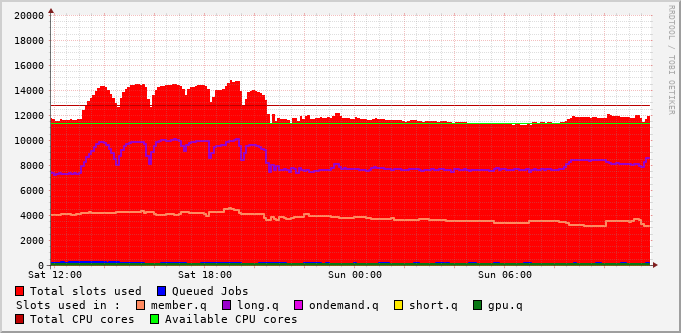 RRDTOOL / TOBI OETIKER
20000
18000
16000
14000
12000
10000
8000
6000
4000
2000
0
Sat 12:00 Sat 18:00 Sun 00:00 Sun 06:00
Total slots used Queued Jobs
Slots used in : member.q long.q ondemand.q short.q gpu.q
Total CPU cores Available CPU cores